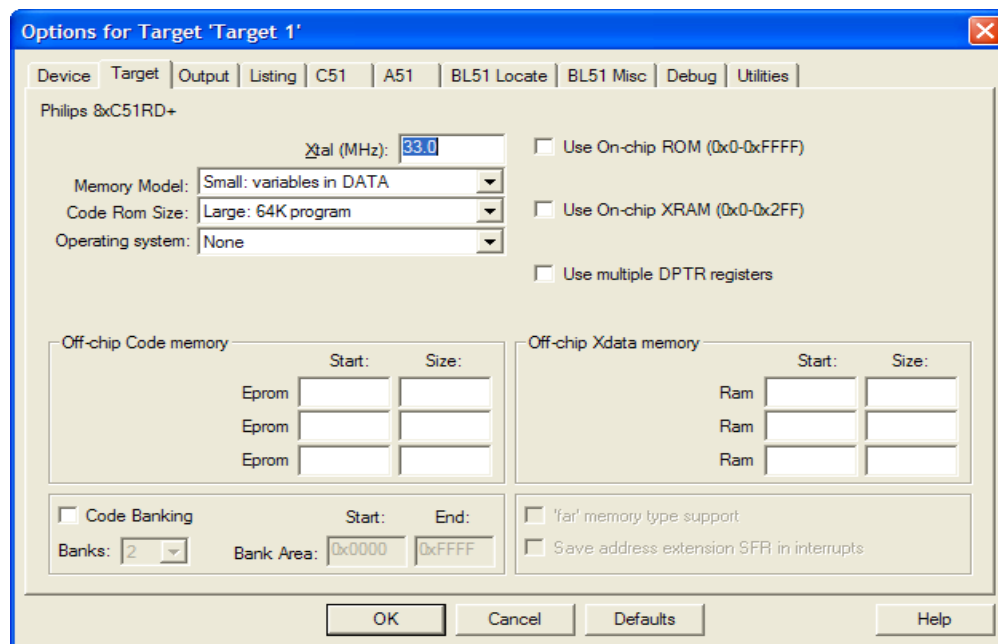 Options for Target 'Target 1'
Device Target Output Listing C51 A51 BL51 Locate BL51 Misc Debug Utilities
Philips 8xC51RD+
Xtal (MHz): 33.0
Memory Model: Small: variables in DATA
Code Rom Size: Large: 64K program
Operating system: None
Use On-chip ROM (0x0-0xFFFF)
Use On-chip XRAM (0x0-0x2FF)
Use multiple DPTR registers
Off-chip Code memory
Start: Size:
Eprom
Eprom
Eprom
Off-chip Xdata memory
Start: Size:
Ram
Ram
Ram
Code Banking Start: End:
Banks: 2 Bank Area: 0x0000 0xFFFF
'far' memory type support
Save address extension SFR in interrupts
OK Cancel Defaults Help